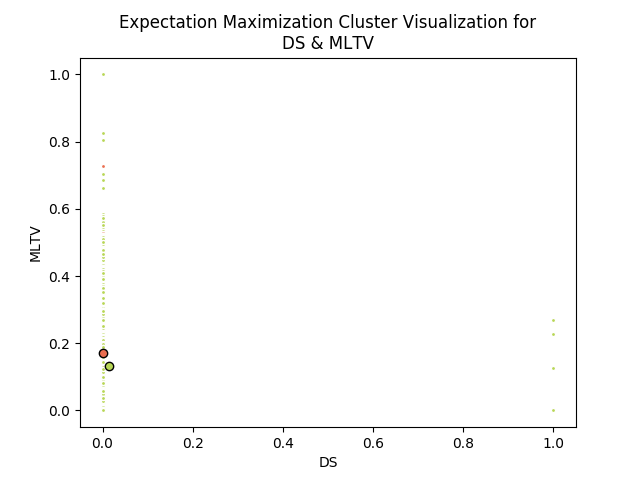 Expectation Maximization Cluster Visualization for
DS & MLTV
1.0
0.8
0.6
0.4
0.2
0.0
MLTV
0.0 0.2 0.4 0.6 0.8 1.0
DS